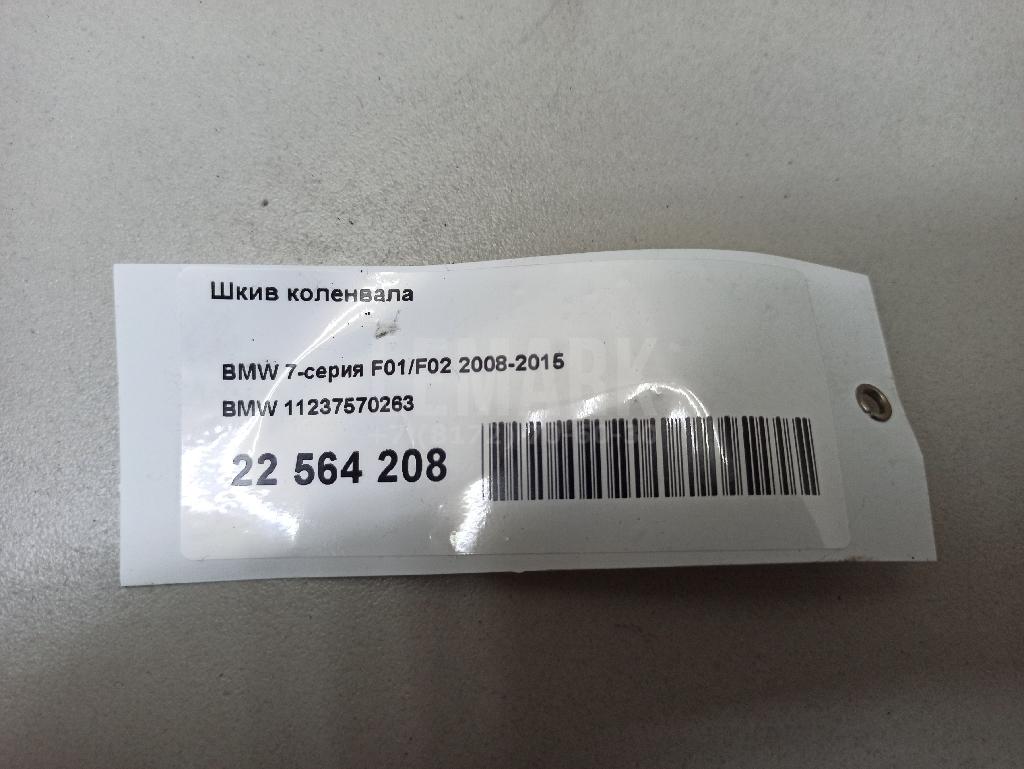 Шкив коленвала
BMW 7-серия F01/F02 2008-2015
BMW 11237570263
22 564 208